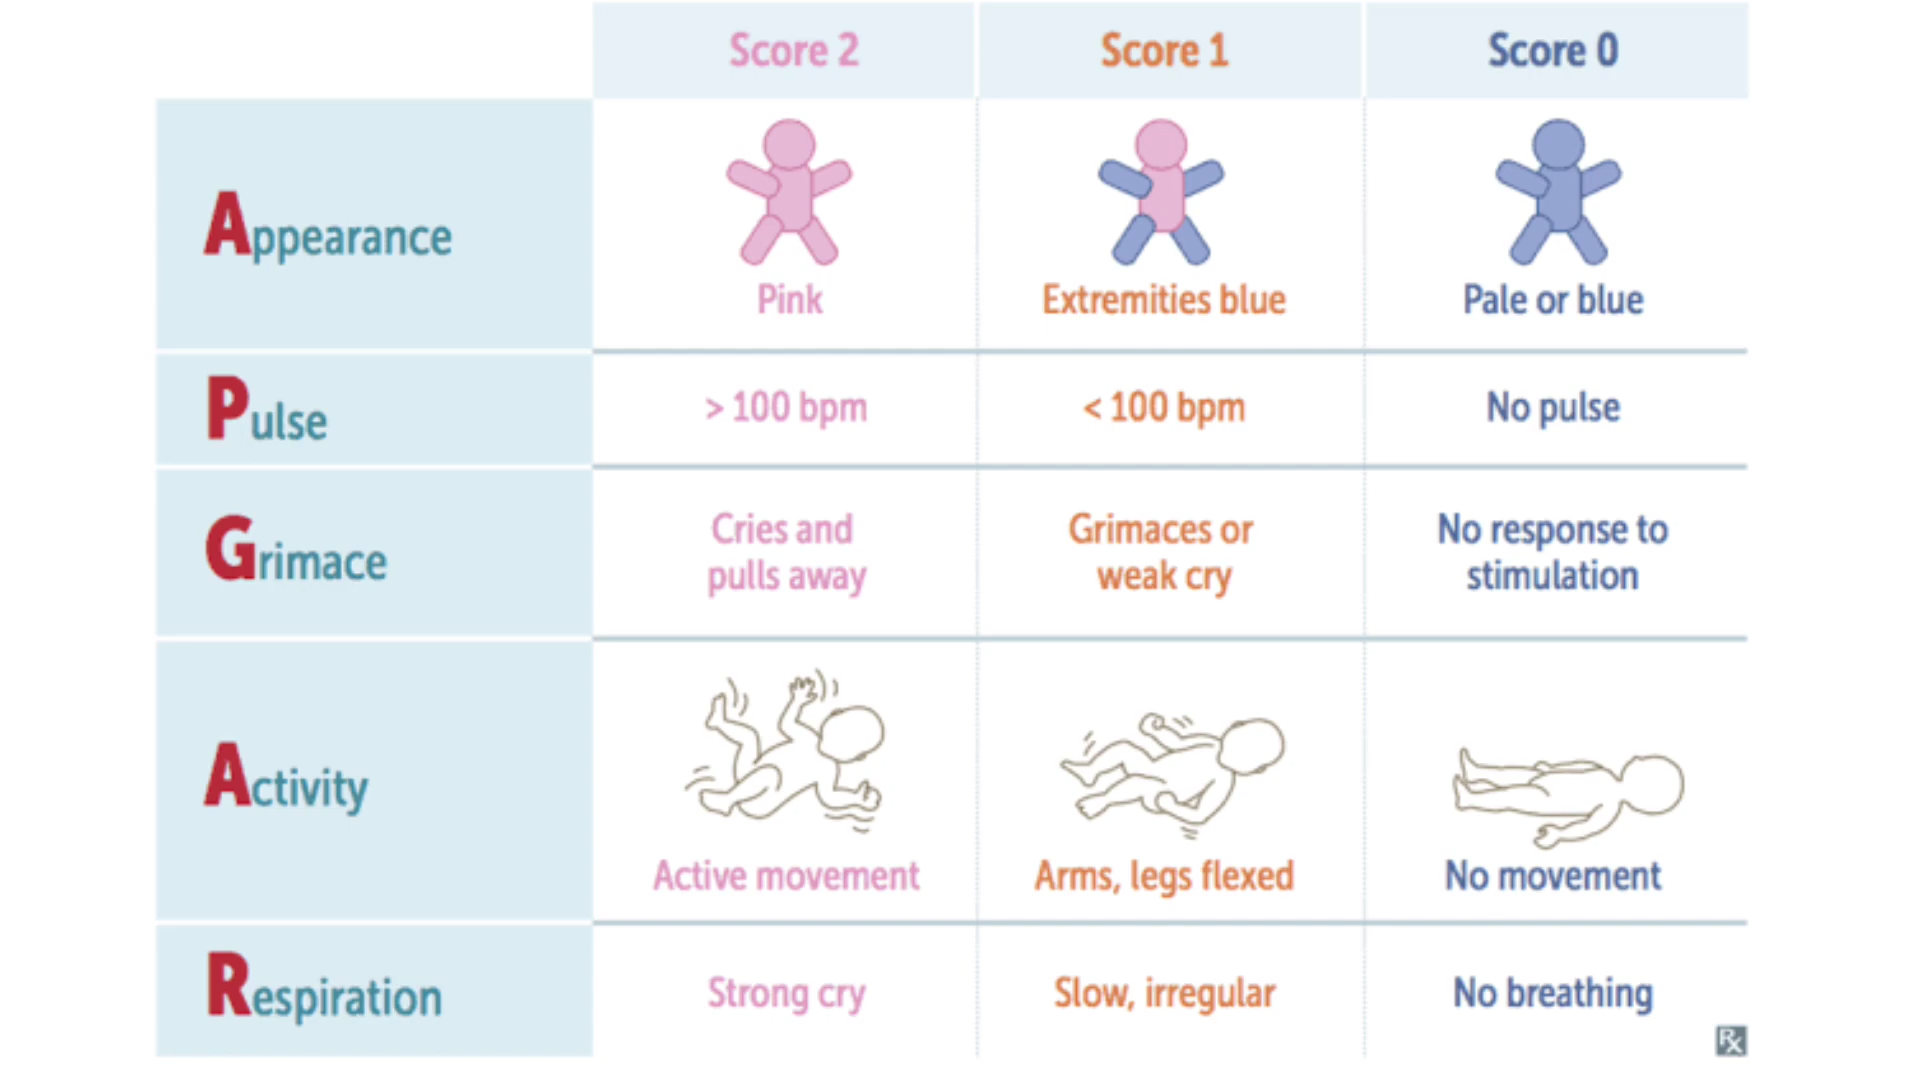 Score 2 Score 1 Score 0
Appearance
Pink Extremities blue Pale or blue
Pulse > 100 bpm < 100 bpm No pulse
Grimace
Cries and Grimaces or No response to
pulls away weak cry stimulation
Activity
Active movement Arms, legs flexed No movement
Respiration Strong cry Slow, irregular No breathing
Rx